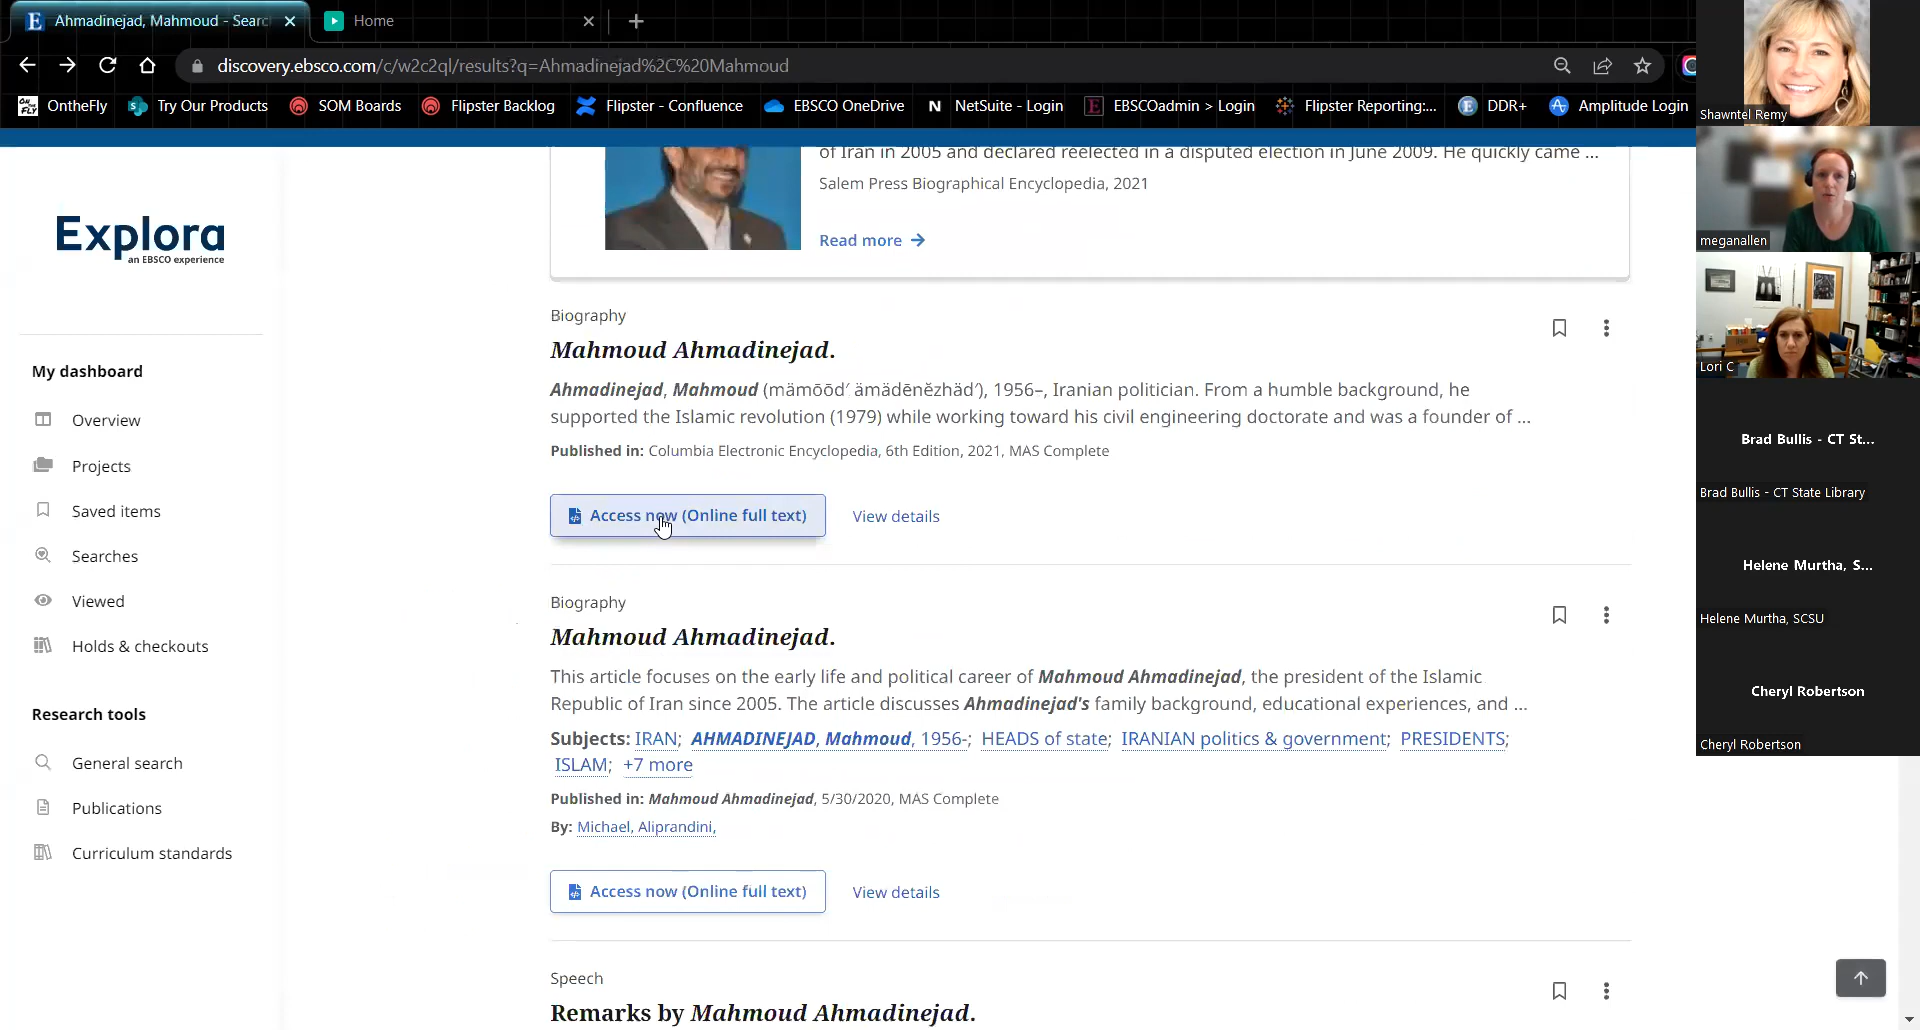 Ahmadinejad, Mahmoud - Searc
Home
discovery.ebsco.com/c/w2c2ql/results?q=Ahmadinejad%2C%20Mahmoud
ON THE FLY
OntheFly
Try Our Products
SOM Boards
Flipster Backlog
Flipster - Confluence
EBSCO OneDrive
N
NetSuite - Login
EBSCOadmin > Login
Flipster Reporting:...
DDR+
Amplitude Login
Shawntel Remy
meganallen
Lori C
Brad Bullis - CT St...
Brad Bullis - CT State Library
Helene Murtha, S...
Helene Murtha, SCSU
Cheryl Robertson
Cheryl Robertson
Explora
an EBSCO experience
My dashboard
Overview
Projects
Saved items
Searches
Viewed
Holds & checkouts
Research tools
General search
Publications
Curriculum standards
of Iran in 2005 and declared reelected in a disputed election in June 2009. He quickly came ...
Salem Press Biographical Encyclopedia, 2021
Read more
Biography
Mahmoud Ahmadinejad.
Ahmadinejad, Mahmoud (mämōōdʹ ämädēnĕzhädʹ), 1956–, Iranian politician. From a humble background, he
supported the Islamic revolution (1979) while working toward his civil engineering doctorate and was a founder of ...
Published in: Columbia Electronic Encyclopedia, 6th Edition, 2021, MAS Complete
Access now (Online full text)
View details
Biography
Mahmoud Ahmadinejad.
This article focuses on the early life and political career of Mahmoud Ahmadinejad, the president of the Islamic
Republic of Iran since 2005. The article discusses Ahmadinejad's family background, educational experiences, and ...
Subjects: IRAN; AHMADINEJAD, Mahmoud, 1956-; HEADS of state; IRANIAN politics & government; PRESIDENTS;
ISLAM; +7 more
Published in: Mahmoud Ahmadinejad, 5/30/2020, MAS Complete
By: Michael, Aliprandini,
Access now (Online full text)
View details
Speech
Remarks by Mahmoud Ahmadinejad.